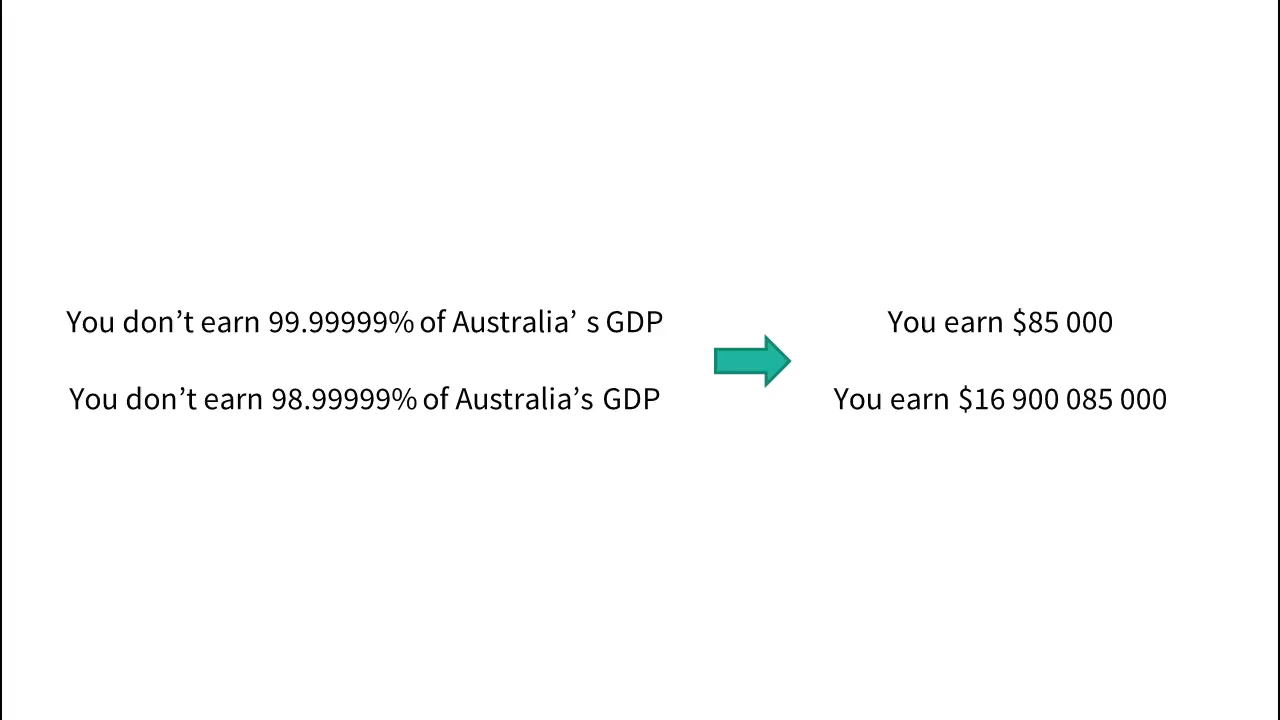 You don’t earn 99.99999% of Australia’ s GDP
You earn $85 000
You don’t earn 98.99999% of Australia’s GDP
You earn $16 900 085 000